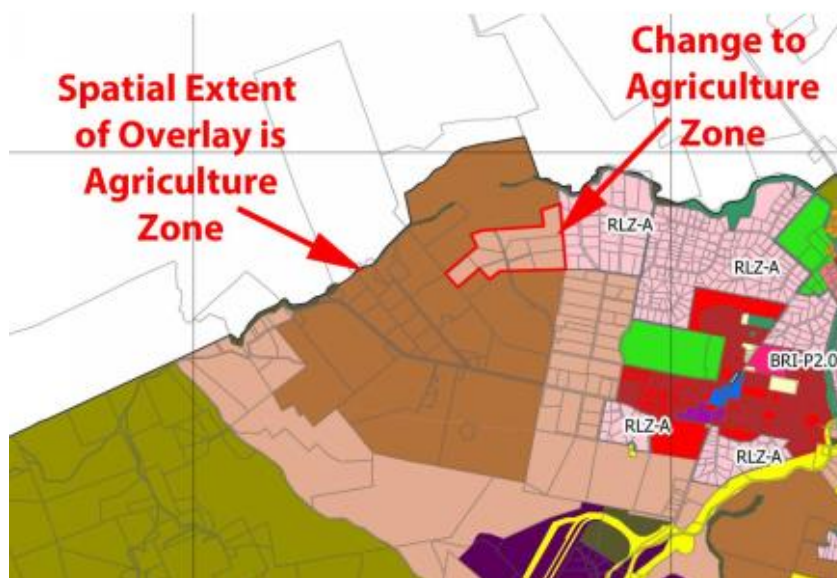 Spatial Extent
of Overlay is
Agriculture
Zone
Change to
Agriculture
Zone
RLZ-A
RLZ-A
BRI-P2.0
RLZ-A
RLZ-A